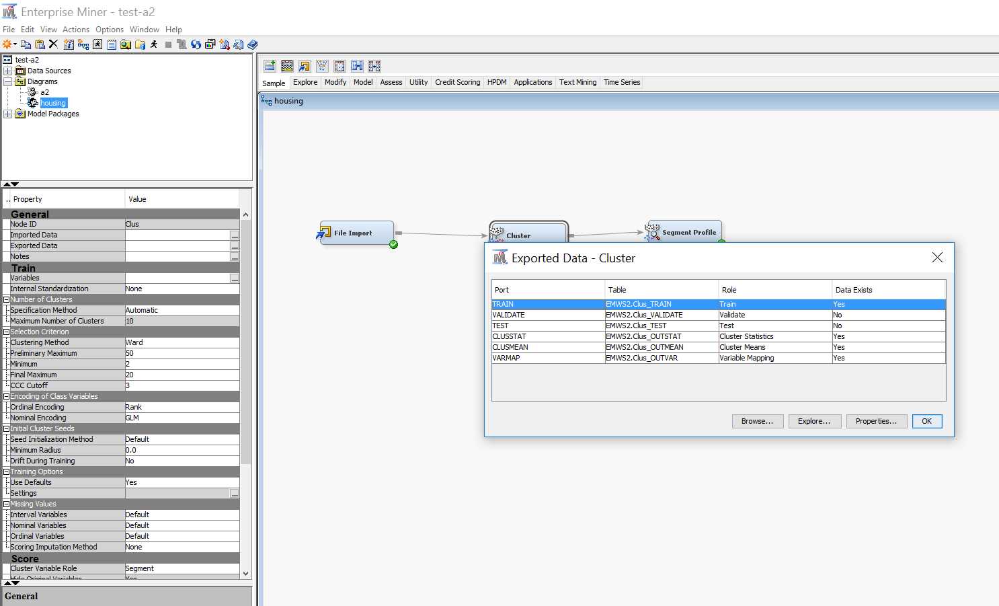 Enterprise Miner - test-a2
File Edit View Actions Options Window Help
test-a2
Data Sources
Diagrams
a2
housing
Model Packages
.. Property Value
General
Node ID Clus
Imported Data ...
Exported Data ...
Notes ...
Train
Variables ...
Internal Standardization None
Number of Clusters
Specification Method Automatic
Maximum Number of Clusters 10
Selection Criterion
Clustering Method Ward
Preliminary Maximum 50
Minimum 2
Final Maximum 20
CCC Cutoff 3
Encoding of Class Variables
Ordinal Encoding Rank
Nominal Encoding GLM
Initial Cluster Seeds
Seed Initialization Method Default
Minimum Radius 0.0
Drift During Training No
Training Options
Use Defaults Yes
Settings ...
Missing Values
Interval Variables Default
Nominal Variables Default
Ordinal Variables Default
Scoring Imputation Method None
Score
Cluster Variable Role Segment
Hide Original Variables Yes
General
Sample Explore Modify Model Assess Utility Credit Scoring HPDM Applications Text Mining Time Series
housing
File Import
Cluster
Segment Profile
Exported Data - Cluster
Port Table Role Data Exists
TRAIN EMWS2.Clus_TRAIN Train Yes
VALIDATE EMWS2.Clus_VALIDATE Validate No
TEST EMWS2.Clus_TEST Test No
CLUSSTAT EMWS2.Clus_OUTSTAT Cluster Statistics Yes
CLUSMEAN EMWS2.Clus_OUTMEAN Cluster Means Yes
VARMAP EMWS2.Clus_OUTVAR Variable Mapping Yes
Browse... Explore... Properties... OK